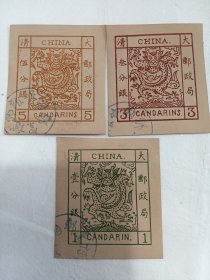 大 CHINA. 清
郵政局
伍分銀
5 CANDARINS 5
大 CHINA. 清
郵政局
叁分銀
3 CANDARINS 3
大 CHINA. 清
郵政局
壹分銀
1 CANDARIN. 1